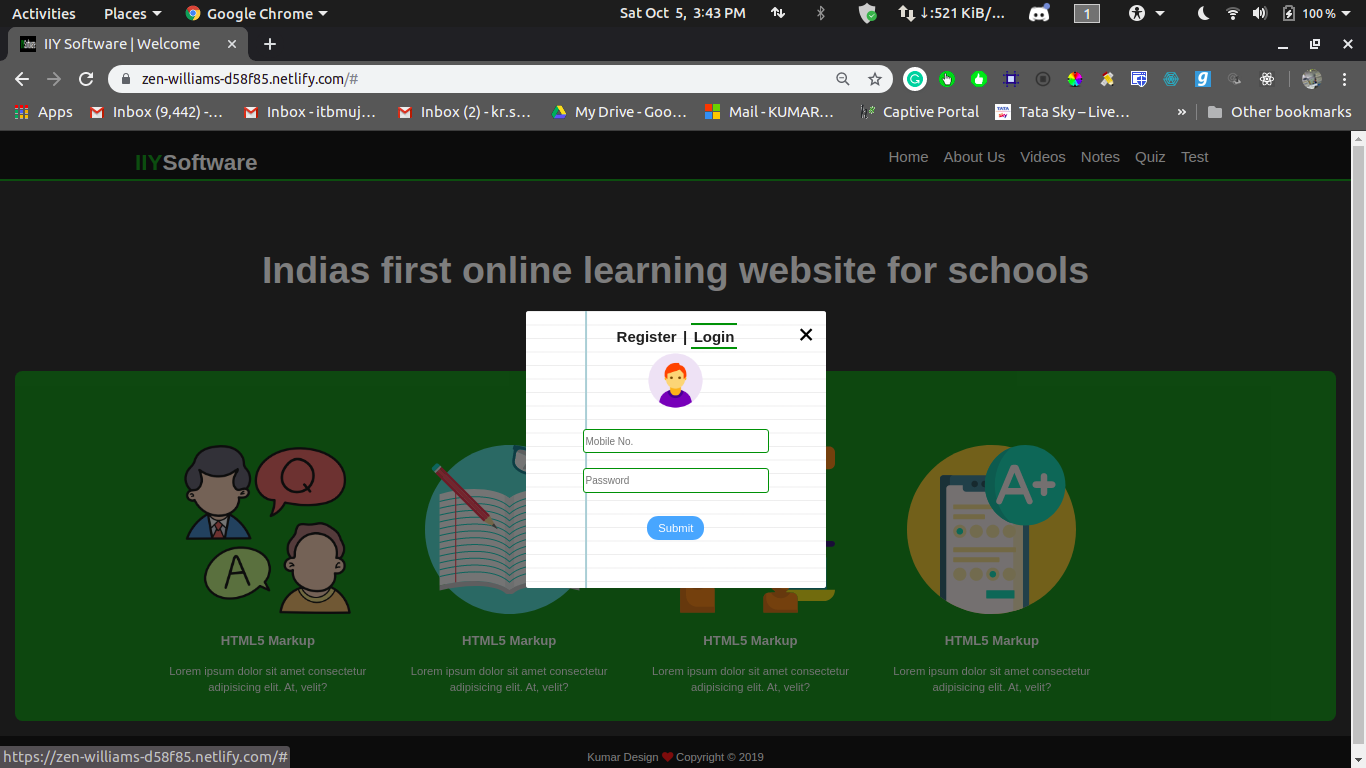 Activities Places Google Chrome Sat Oct 5, 3:43 PM ↓:521 KiB/... 1 100 %
IIY Software | Welcome
zen-williams-d58f85.netlify.com/#
Apps Inbox (9,442) -... Inbox - itbmuj... Inbox (2) - kr.s... My Drive - Goo... Mail - KUMAR... Captive Portal TATA sky Tata Sky – Live... » Other bookmarks
IIYSoftware Home About Us Videos Notes Quiz Test
Indias first online learning website for schools
Register | Login
Mobile No.
Password
Submit
Q
A
A+
HTML5 Markup HTML5 Markup HTML5 Markup HTML5 Markup
Lorem ipsum dolor sit amet consectetur Lorem ipsum dolor sit amet consectetur Lorem ipsum dolor sit amet consectetur Lorem ipsum dolor sit amet consectetur
adipisicing elit. At, velit? adipisicing elit. At, velit? adipisicing elit. At, velit? adipisicing elit. At, velit?
https://zen-williams-d58f85.netlify.com/# Kumar Design ❤ Copyright © 2019